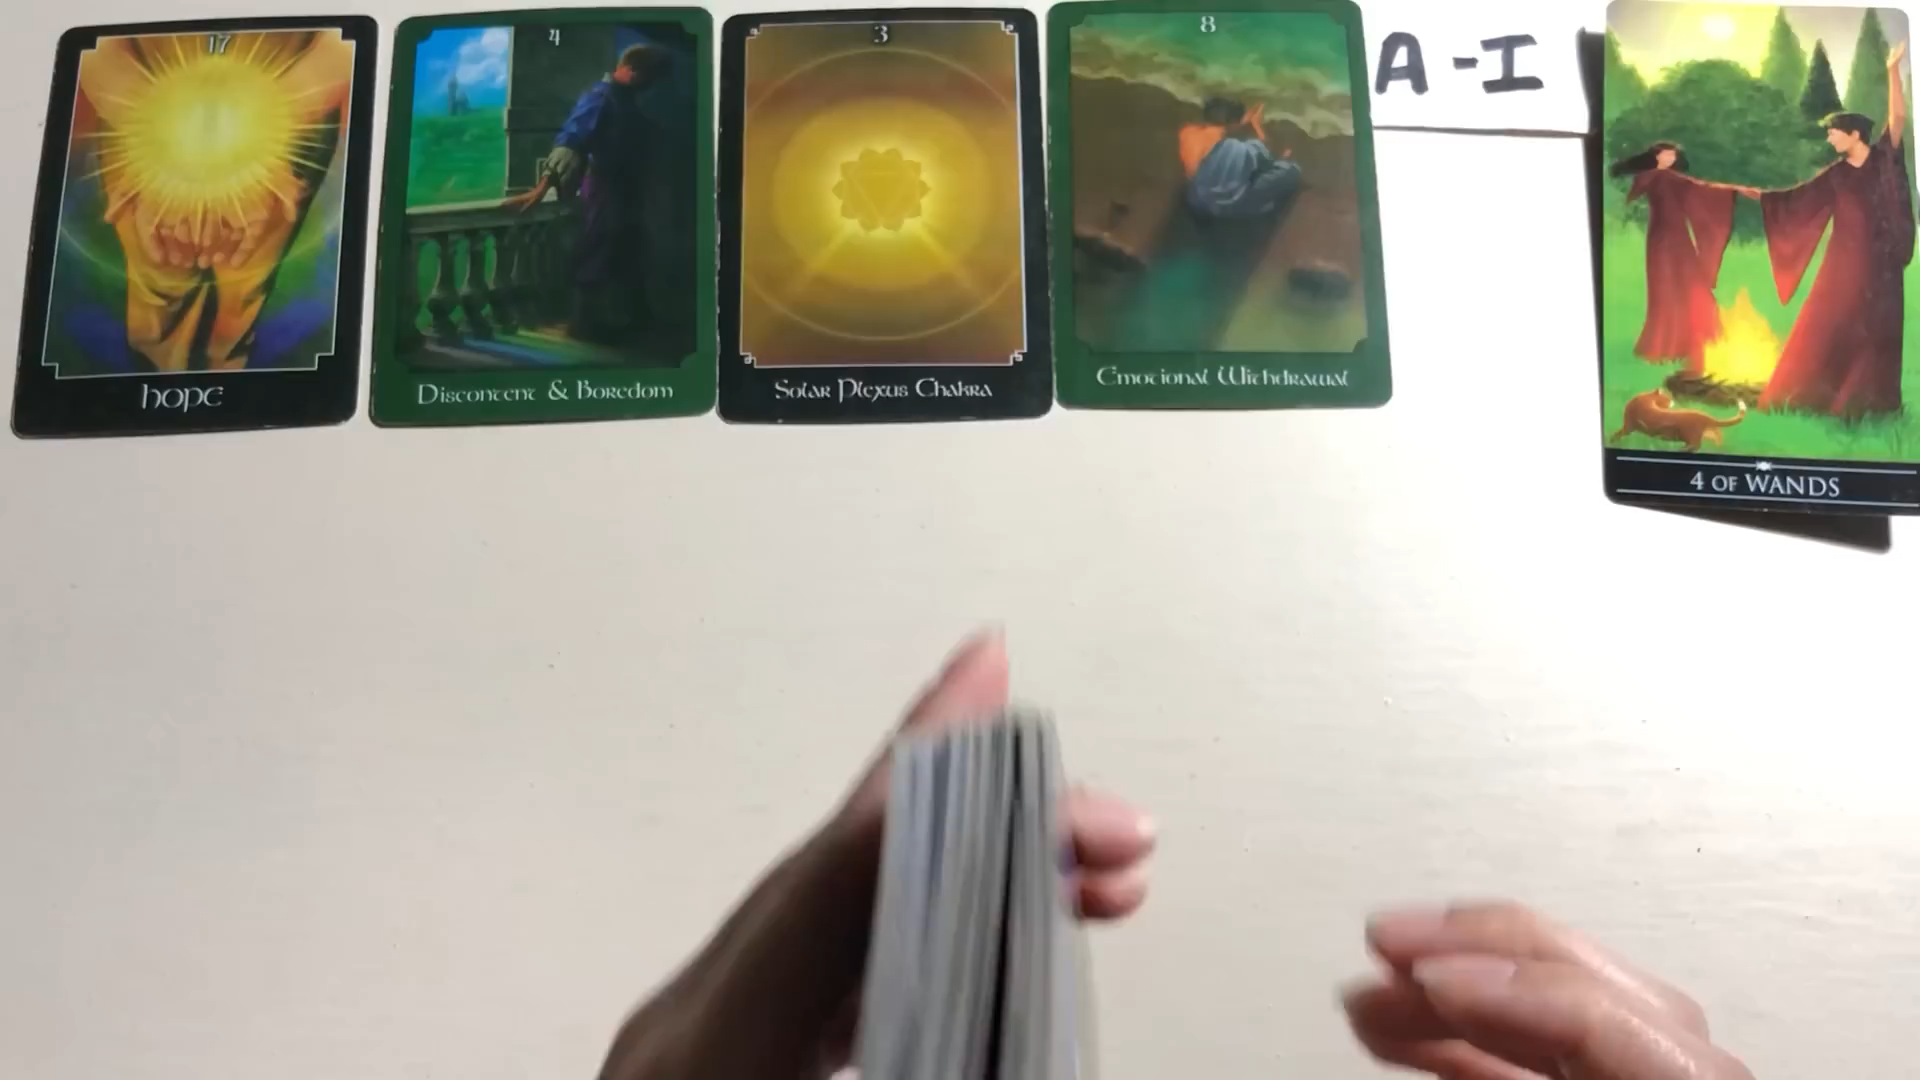 17
hope
4
Discontent & Boredom
3
Solar Plexus Chakra
8
Emotional Withdrawal
A-I
4 OF WANDS